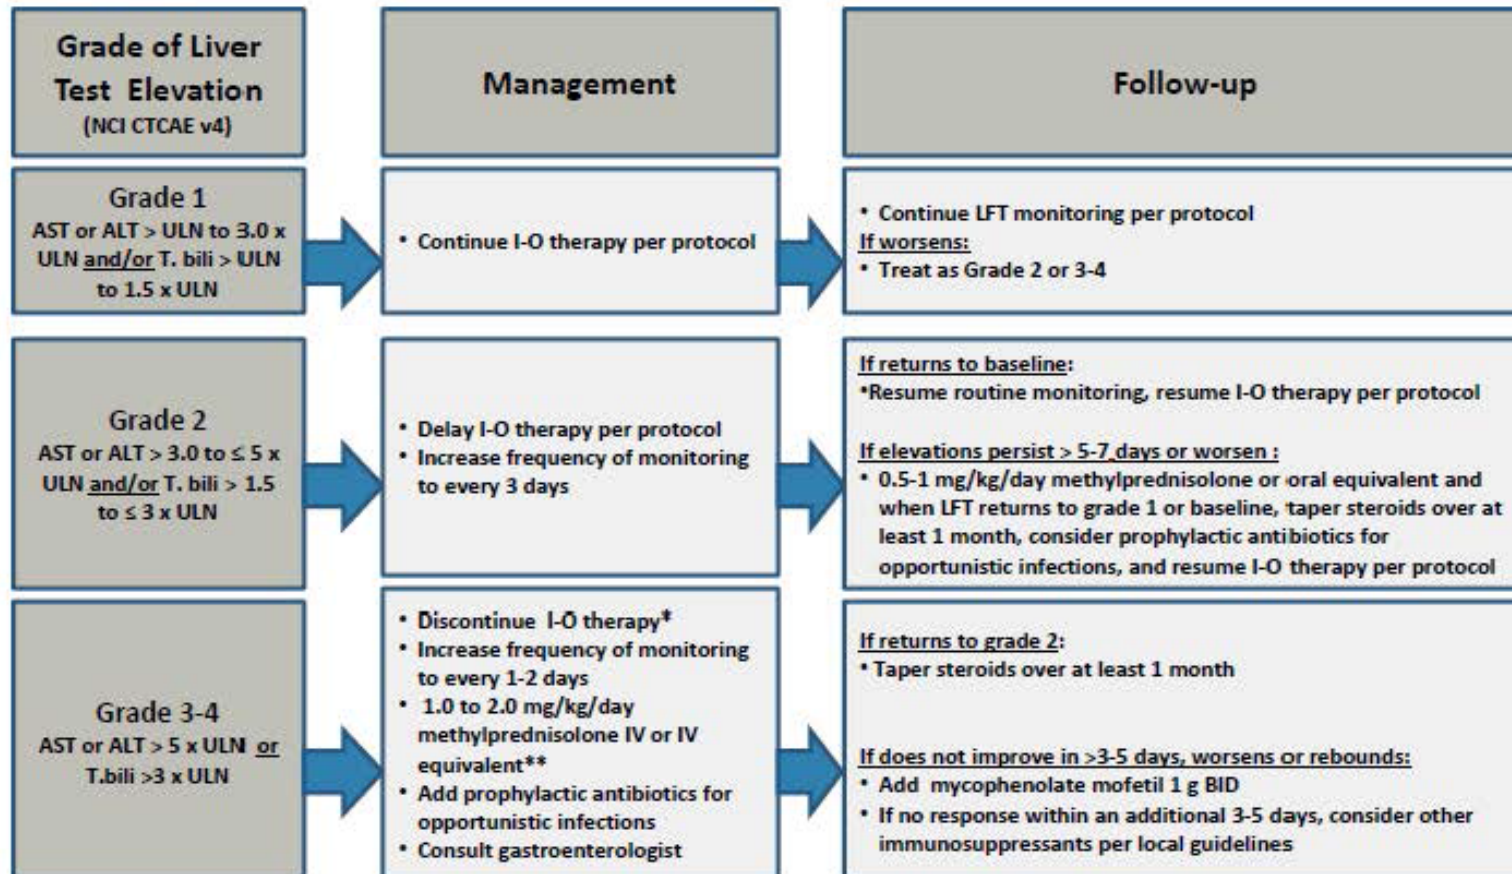 Grade of Liver
Test Elevation
(NCI CTCAE v4)
Management
Follow-up
Grade 1
AST or ALT > ULN to 3.0 x
ULN and/or T. bili > ULN
to 1.5 x ULN
• Continue I-O therapy per protocol
• Continue LFT monitoring per protocol
If worsens:
• Treat as Grade 2 or 3-4
Grade 2
AST or ALT > 3.0 to ≤ 5 x
ULN and/or T. bili > 1.5
to ≤ 3 x ULN
• Delay I-O therapy per protocol
• Increase frequency of monitoring
to every 3 days
If returns to baseline:
•Resume routine monitoring, resume I-O therapy per protocol
If elevations persist > 5-7 days or worsen :
• 0.5-1 mg/kg/day methylprednisolone or oral equivalent and
when LFT returns to grade 1 or baseline, taper steroids over at
least 1 month, consider prophylactic antibiotics for
opportunistic infections, and resume I-O therapy per protocol
Grade 3-4
AST or ALT > 5 x ULN or
T.bili >3 x ULN
• Discontinue I-O therapy*
• Increase frequency of monitoring
to every 1-2 days
• 1.0 to 2.0 mg/kg/day
methylprednisolone IV or IV
equivalent**
• Add prophylactic antibiotics for
opportunistic infections
• Consult gastroenterologist
If returns to grade 2:
• Taper steroids over at least 1 month
If does not improve in >3-5 days, worsens or rebounds:
• Add mycophenolate mofetil 1 g BID
• If no response within an additional 3-5 days, consider other
immunosuppressants per local guidelines